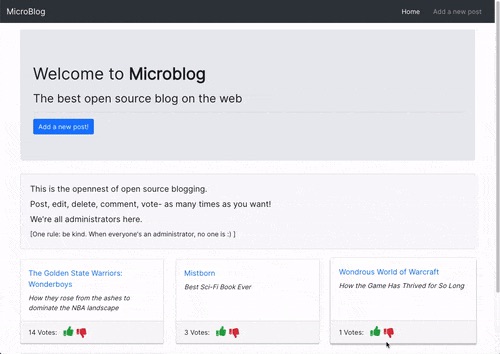 MicroBlog
Home
Add a new post
Welcome to Microblog
The best open source blog on the web
Add a new post!
This is the opennest of open source blogging.
Post, edit, delete, comment, vote- as many times as you want!
We're all administrators here.
[One rule: be kind. When everyone's an administrator, no one is :) ]
The Golden State Warriors:
Wonderboys
How they rose from the ashes to
dominate the NBA landscape
14 Votes:
Mistborn
Best Sci-Fi Book Ever
3 Votes:
Wondrous World of Warcraft
How the Game Has Thrived for So Long
1 Votes: